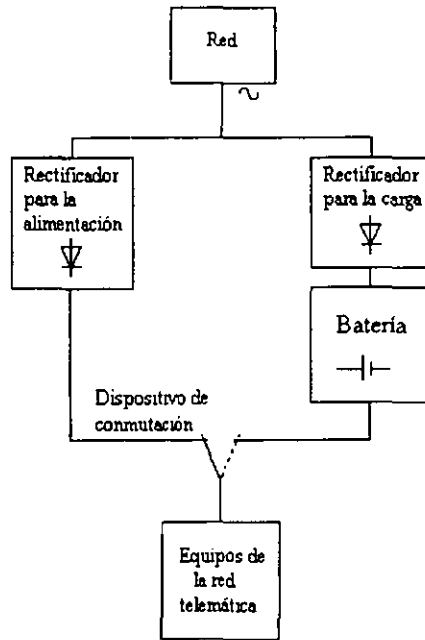 Red
Rectificador
para la
alimentación
Rectificador
para la carga
Batería
Dispositivo de
conmutación
Equipos de
la red
telemática